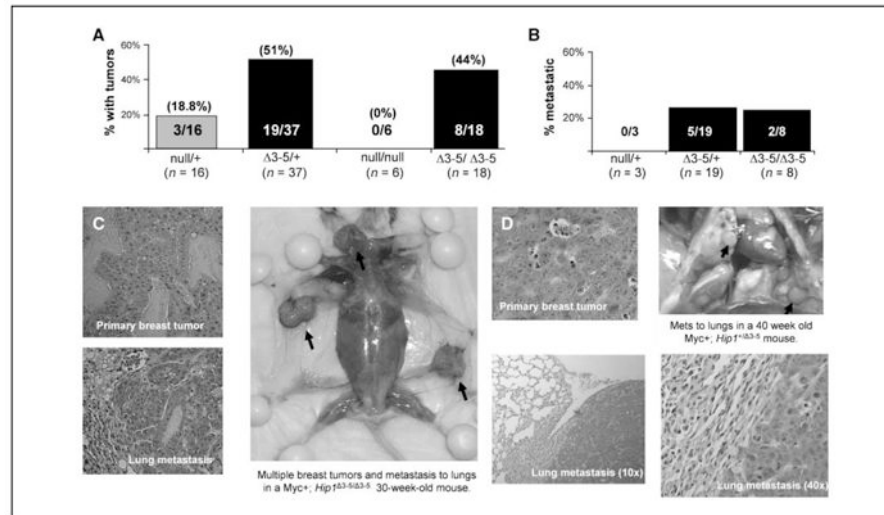 A
% with tumors
60%
40%
20%
(18.8%)
3/16
null/+
(n = 16)
(51%)
19/37
Δ3-5/+
(n = 37)
(0%)
0/6
null/null
(n = 6)
(44%)
8/18
Δ3-5/ Δ3-5
(n = 18)
B
% metastatic
60%
40%
20%
0/3
null/+
(n = 3)
5/19
Δ3-5/+
(n = 19)
2/8
Δ3-5/Δ3-5
(n = 8)
C
Primary breast tumor
Lung metastasis
Multiple breast tumors and metastasis to lungs
in a Myc+; Hip1Δ3-5/Δ3-5 30-week-old mouse.
D
Primary breast tumor
Mets to lungs in a 40 week old
Myc+; Hip1+/Δ3-5 mouse.
Lung metastasis (10x)
Lung metastasis (40x)